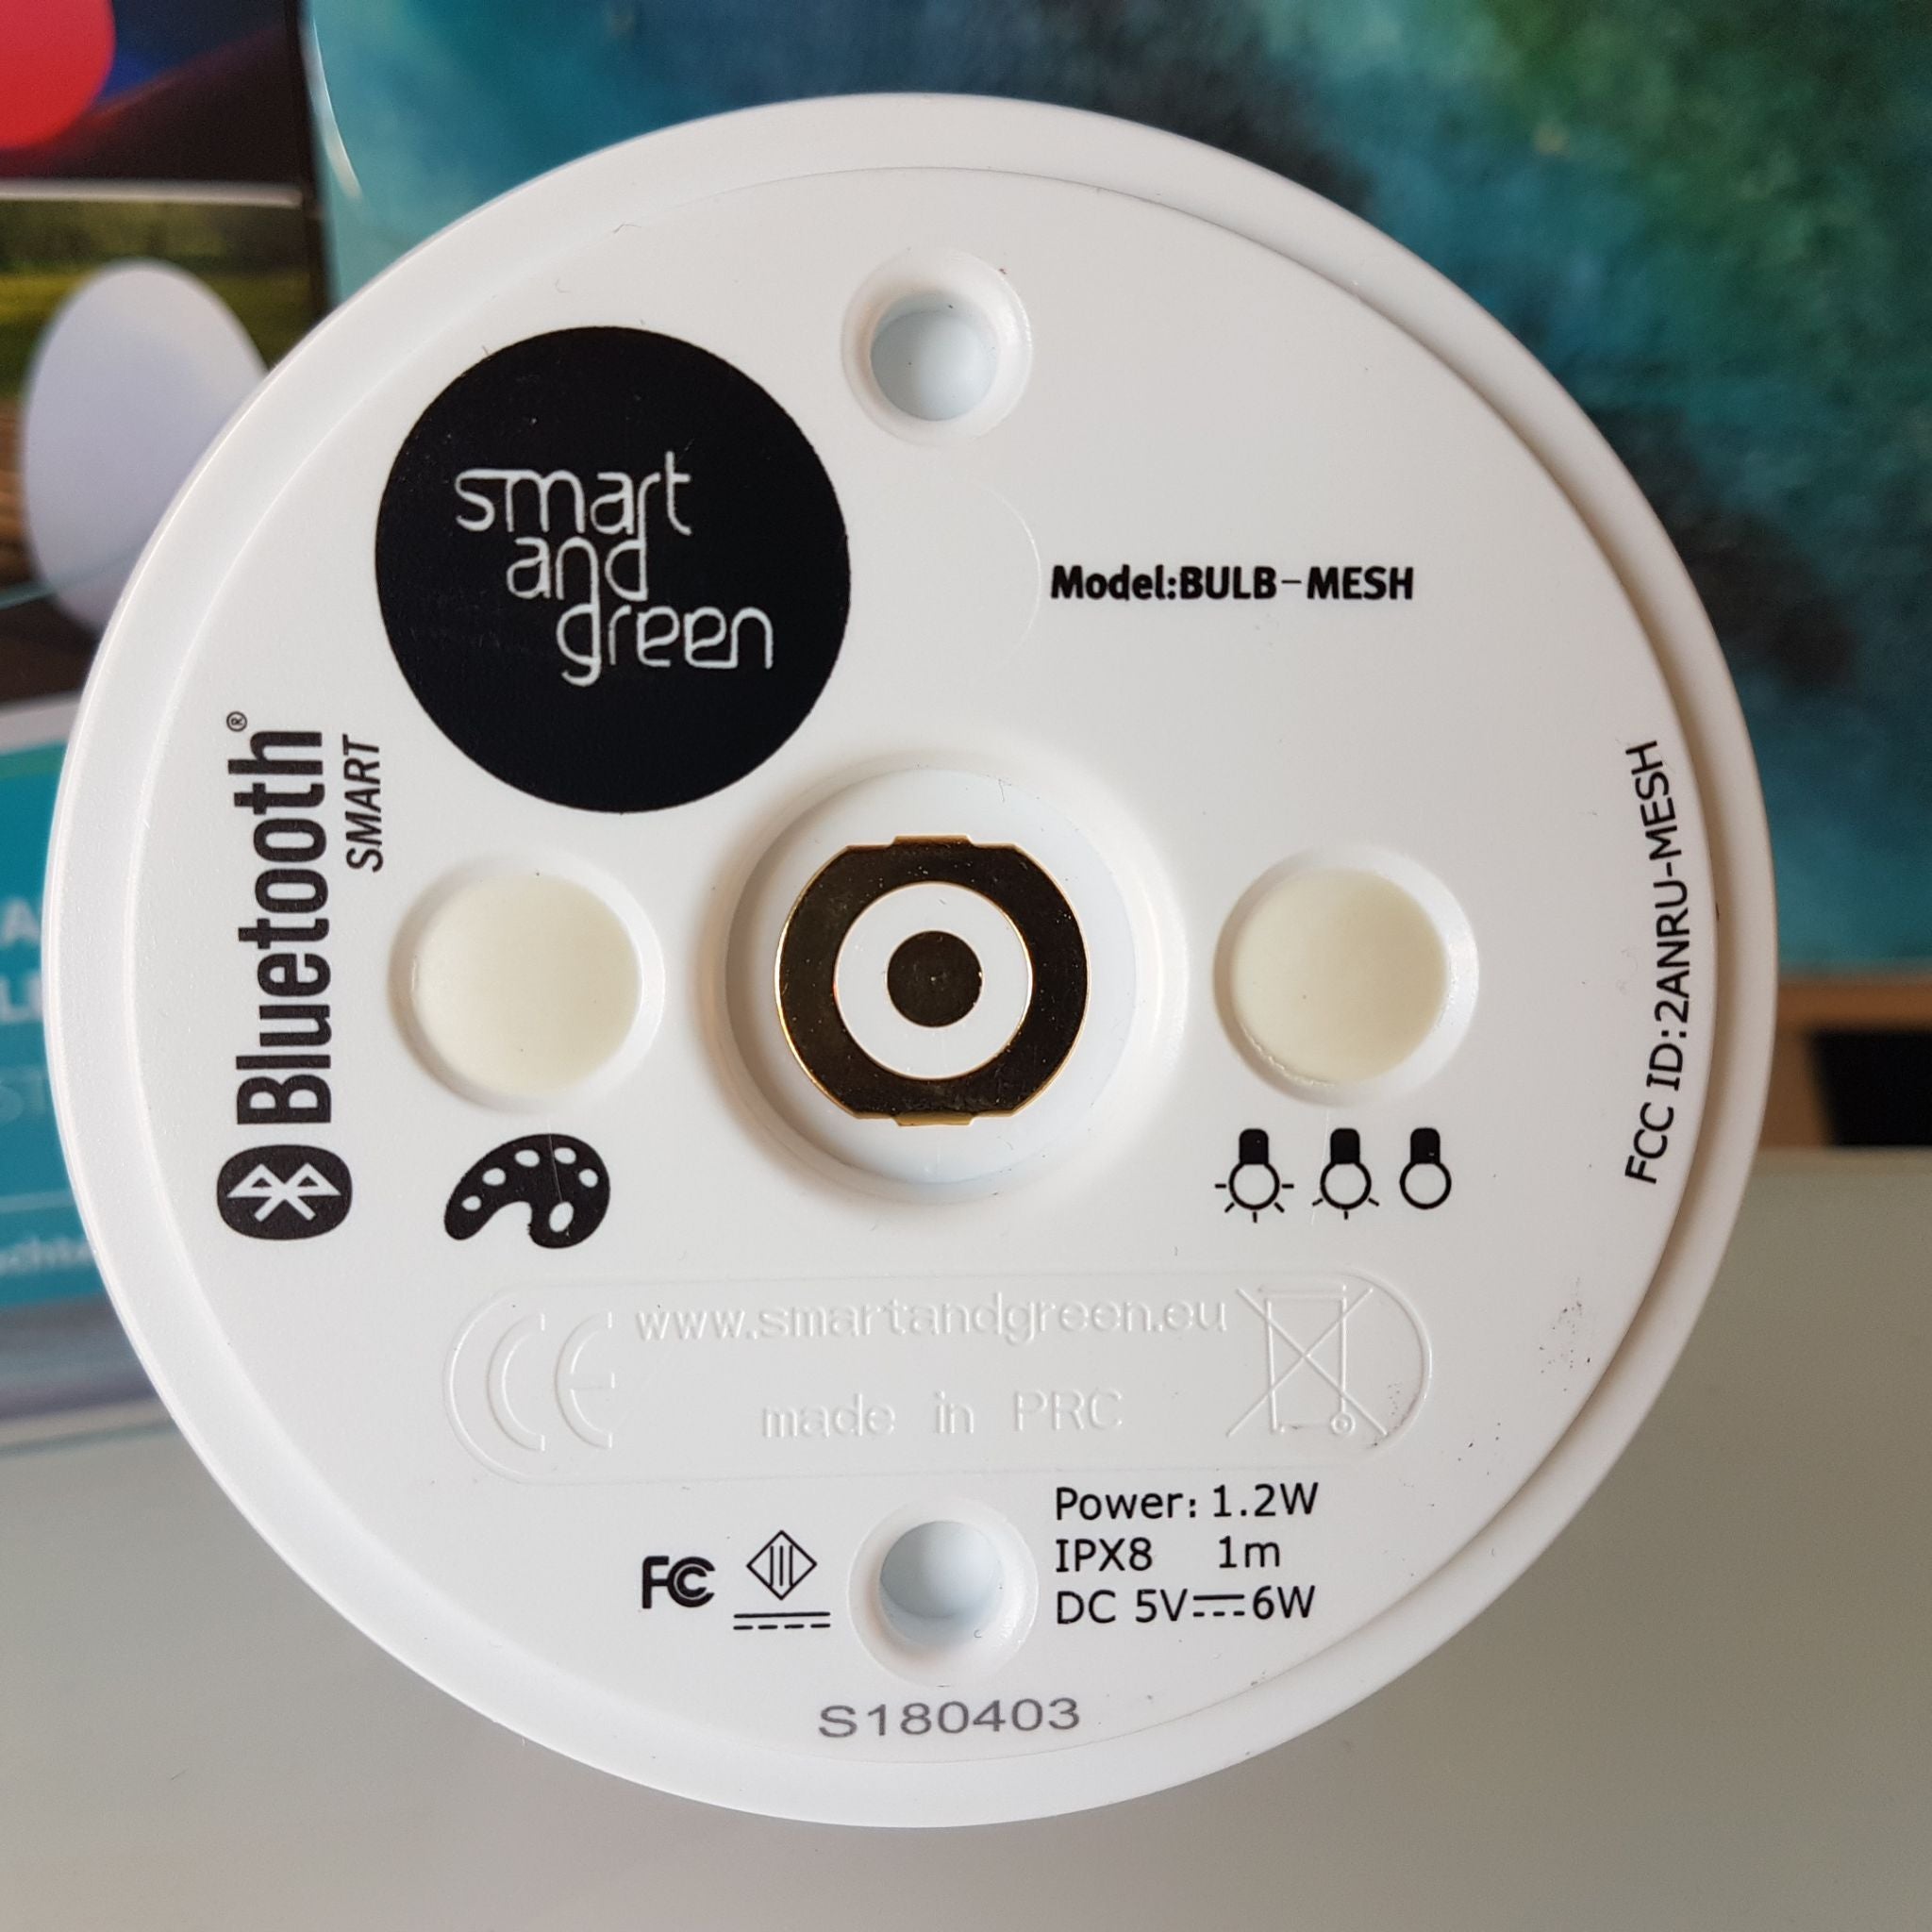 smart
and
green
Model:BULB-MESH
Bluetooth®
SMART
FCC ID:2ANRU-MESH
CE
www.smartandgreen.eu
made in PRC
Power: 1.2W
IPX8 1m
DC 5V⎓6W
FC
S180403